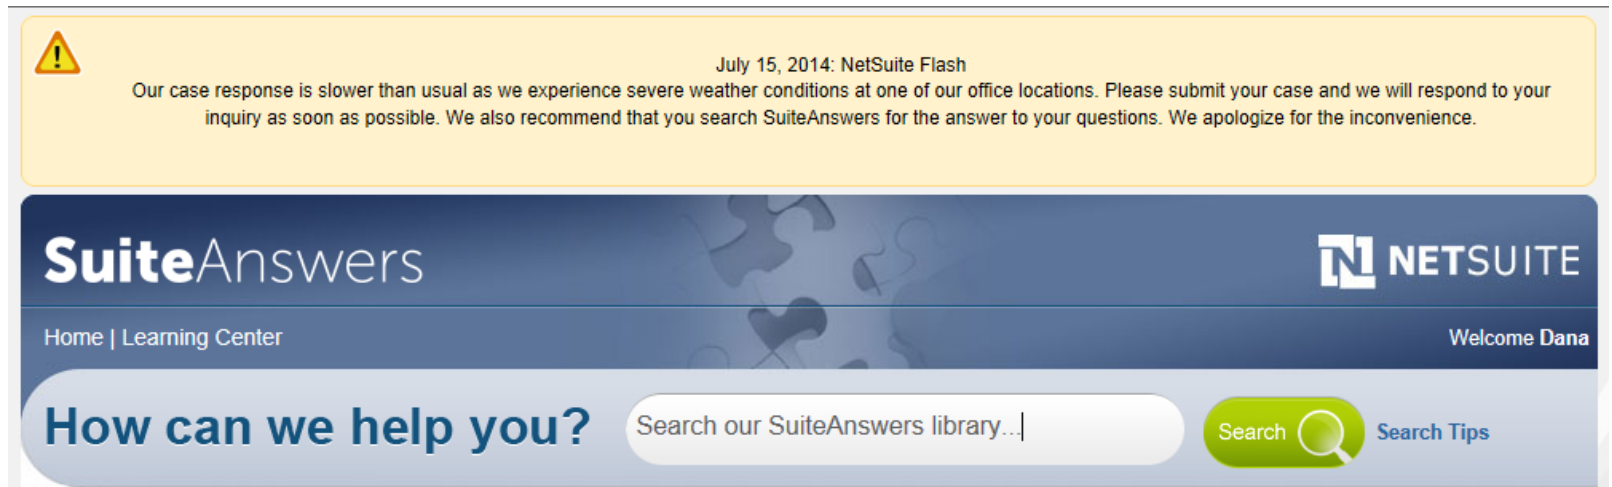 July 15, 2014: NetSuite Flash
Our case response is slower than usual as we experience severe weather conditions at one of our office locations. Please submit your case and we will respond to your
inquiry as soon as possible. We also recommend that you search SuiteAnswers for the answer to your questions. We apologize for the inconvenience.
SuiteAnswers
N NETSUITE
Home | Learning Center
Welcome Dana
How can we help you?
Search our SuiteAnswers library...
Search
Search Tips